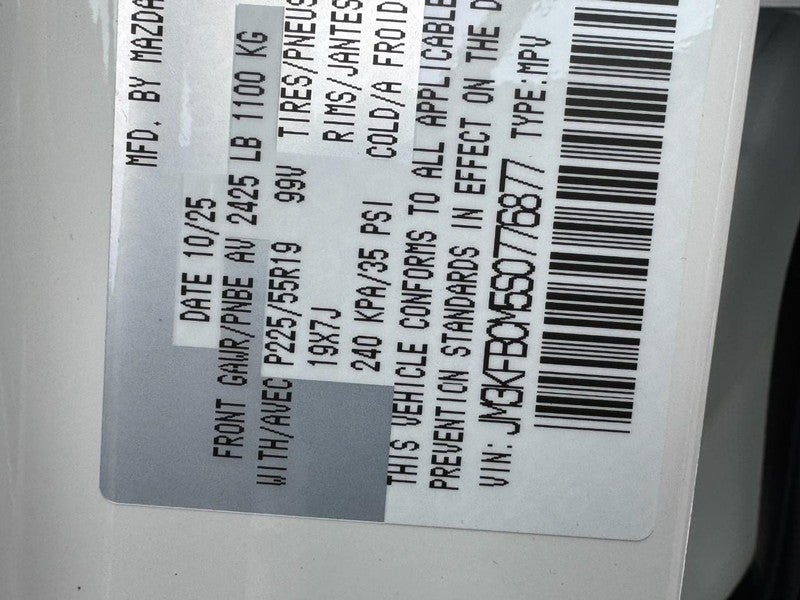 MFD. BY MAZDA
DATE 10/25
FRONT GAWR/PNBE AV 2425 LB 1100 KG
WITH/AVEC P225/55R19 99V TIRES/PNEUS
19X7J RIMS/JANTES
240 KPA/35 PSI COLD/A FROID
THIS VEHICLE CONFORMS TO ALL APPLICABLE
PREVENTION STANDARDS IN EFFECT ON THE D
VIN: JM3KFBCM5S0776877 TYPE:MPV